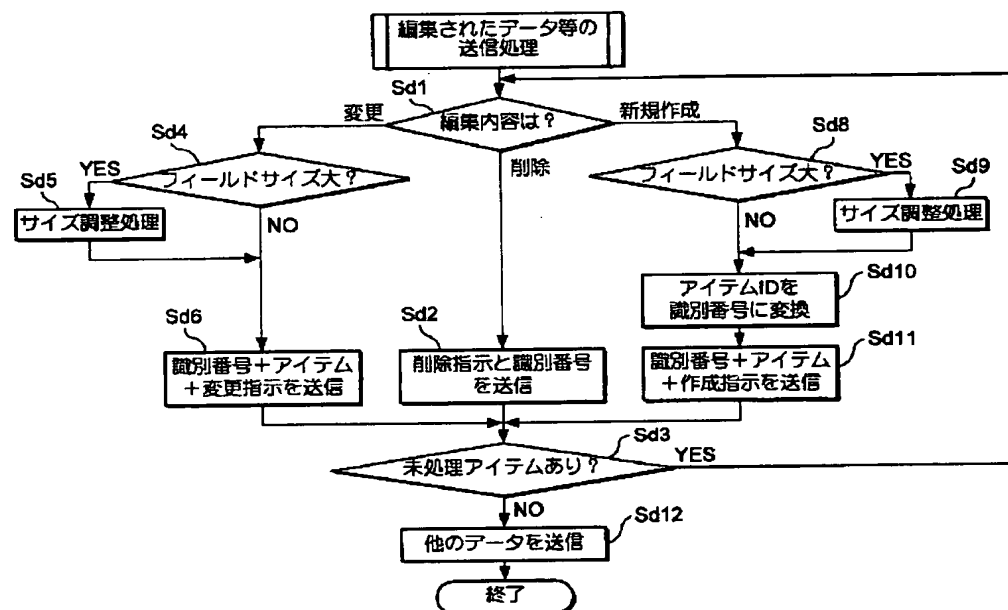 編集されたデータ等の
送信処理
Sd1
変更
編集内容は？
新規作成
Sd4
Sd8
YES
フィールドサイズ大？
削除
フィールドサイズ大？
YES
Sd5
Sd9
サイズ調整処理
NO
NO
サイズ調整処理
Sd10
アイテムIDを
識別番号に変換
Sd6
Sd2
Sd11
識別番号＋アイテム
＋変更指示を送信
削除指示と識別番号
を送信
識別番号＋アイテム
＋作成指示を送信
Sd3
未処理アイテムあり？
YES
NO
Sd12
他のデータを送信
終了